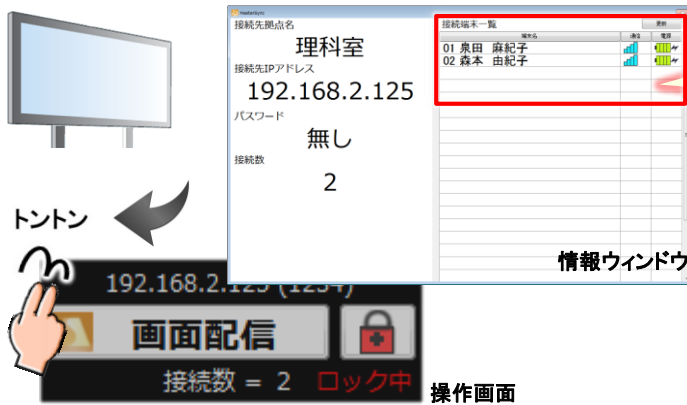 MasterSync
接続先拠点名
理科室
接続先IPアドレス
192.168.2.125
パスワード
無し
接続数
2
接続端末一覧
更新
端末名 通信 電源
01 泉田 麻紀子
02 森本 由紀子
情報ウィンドウ
トントン
192.168.2.125 (1234)
画面配信
接続数 = 2 ロック中
操作画面